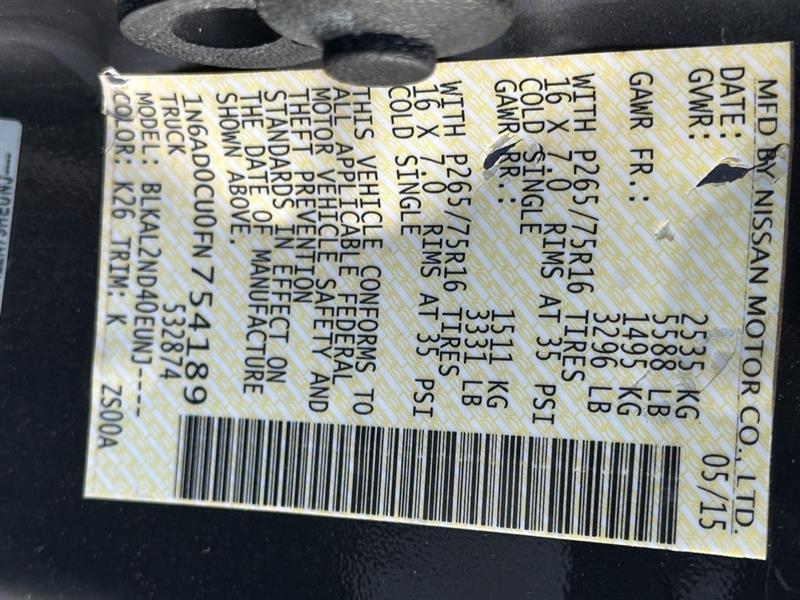 MFD BY NISSAN MOTOR CO., LTD.
DATE: 05/15
GVWR: 2535 KG
5588 LB
GAWR FR.: 1495 KG
3296 LB
WITH P265/75R16 TIRES
16 X 7.0 RIMS AT 35 PSI
COLD SINGLE
GAWR RR.: 1511 KG
3331 LB
WITH P265/75R16 TIRES
16 X 7.0 RIMS AT 35 PSI
COLD SINGLE
THIS VEHICLE CONFORMS TO
ALL APPLICABLE FEDERAL
MOTOR VEHICLE SAFETY AND
THEFT PREVENTION
STANDARDS IN EFFECT ON
THE DATE OF MANUFACTURE
SHOWN ABOVE.
1N6AD0CU0FN754189
TRUCK 532874
MODEL: BLKAL2ND40EUNJ----
COLOR: K26 TRIM: K ZS00A